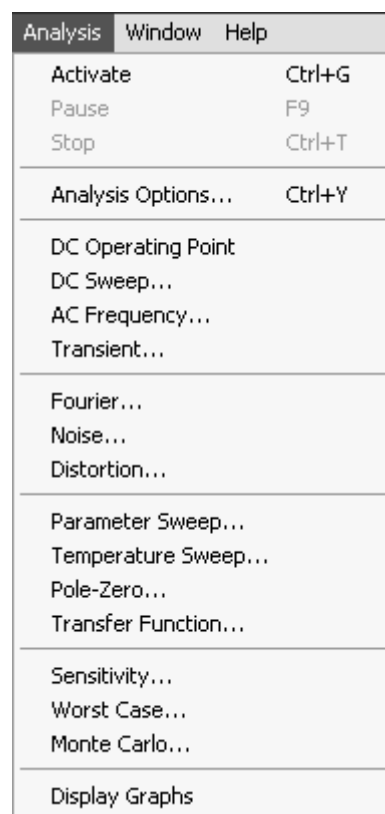 Analysis Window Help
Activate Ctrl+G
Pause F9
Stop Ctrl+T
Analysis Options... Ctrl+Y
DC Operating Point
DC Sweep...
AC Frequency...
Transient...
Fourier...
Noise...
Distortion...
Parameter Sweep...
Temperature Sweep...
Pole-Zero...
Transfer Function...
Sensitivity...
Worst Case...
Monte Carlo...
Display Graphs